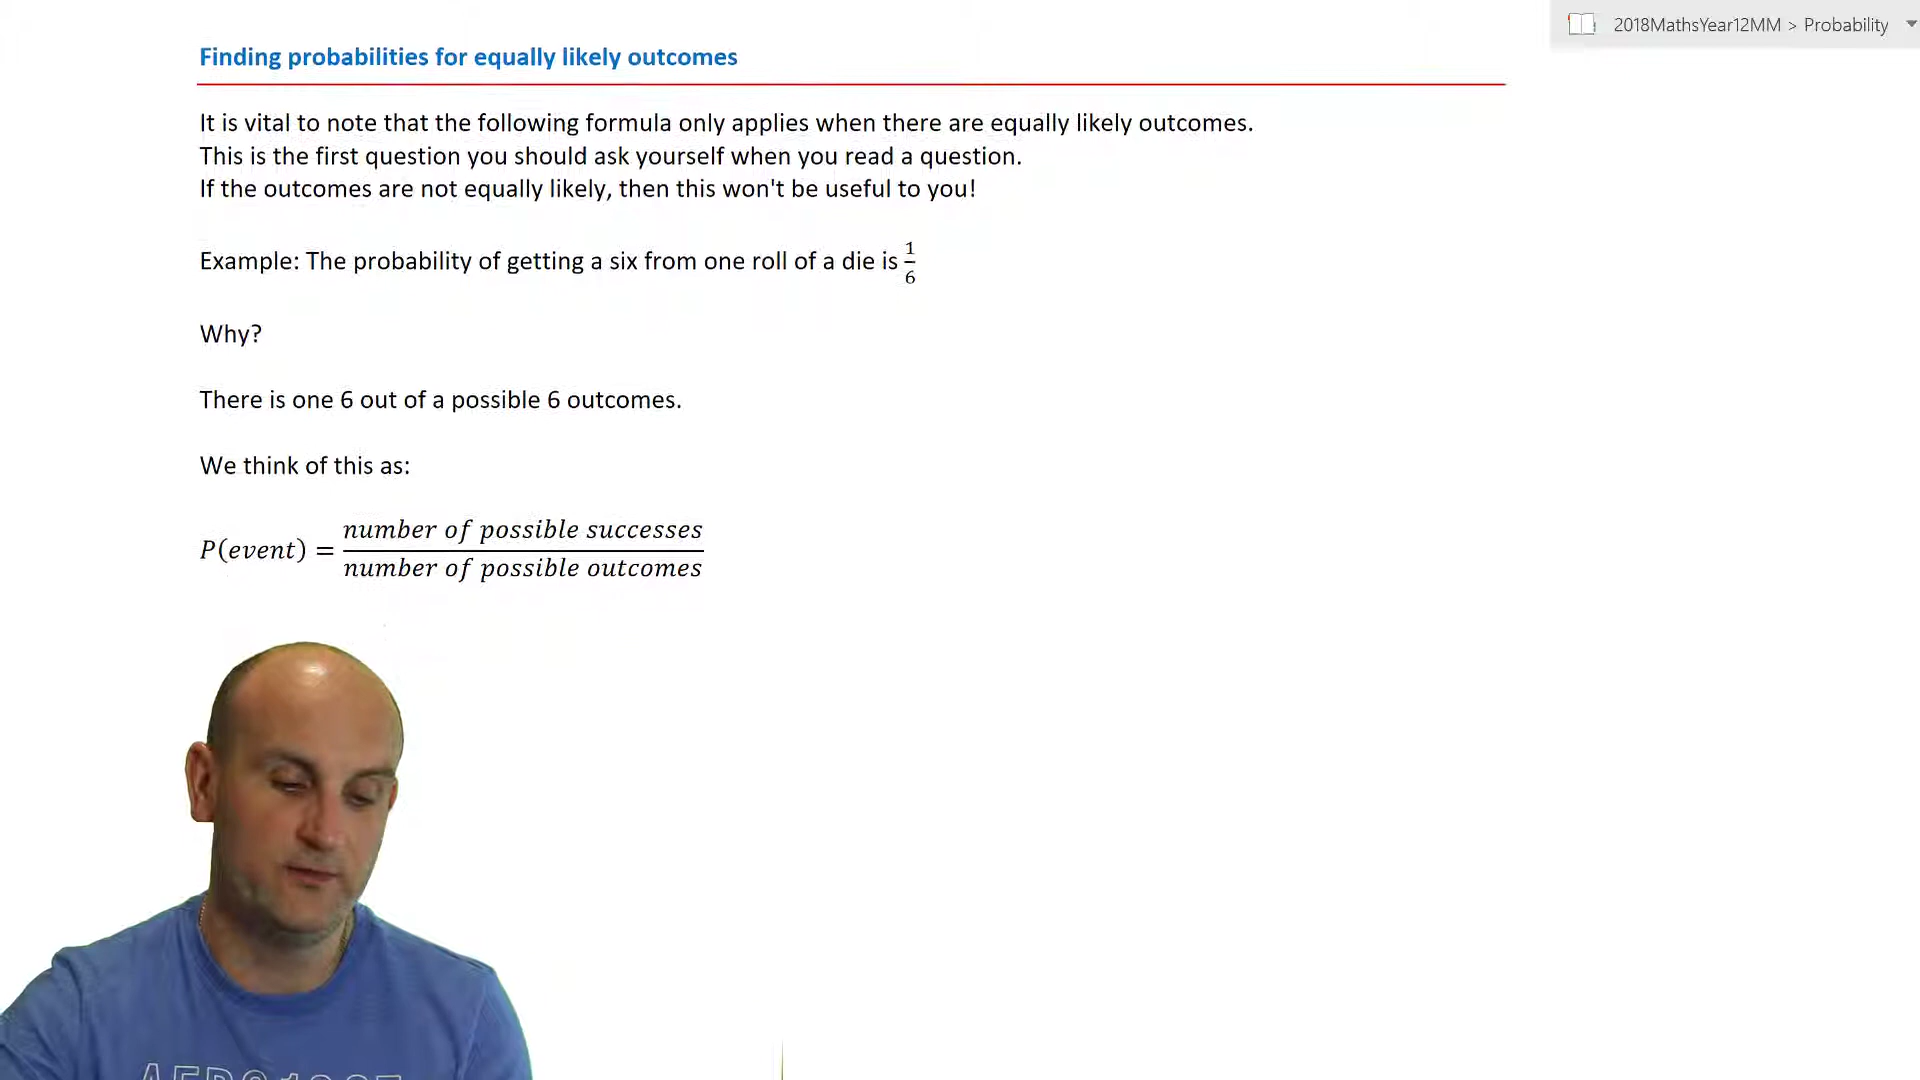 2018MathsYear12MM > Probability
Finding probabilities for equally likely outcomes
It is vital to note that the following formula only applies when there are equally likely outcomes.
This is the first question you should ask yourself when you read a question.
If the outcomes are not equally likely, then this won't be useful to you!
Example: The probability of getting a six from one roll of a die is 1/6
Why?
There is one 6 out of a possible 6 outcomes.
We think of this as:
P(event) = number of possible successes / number of possible outcomes